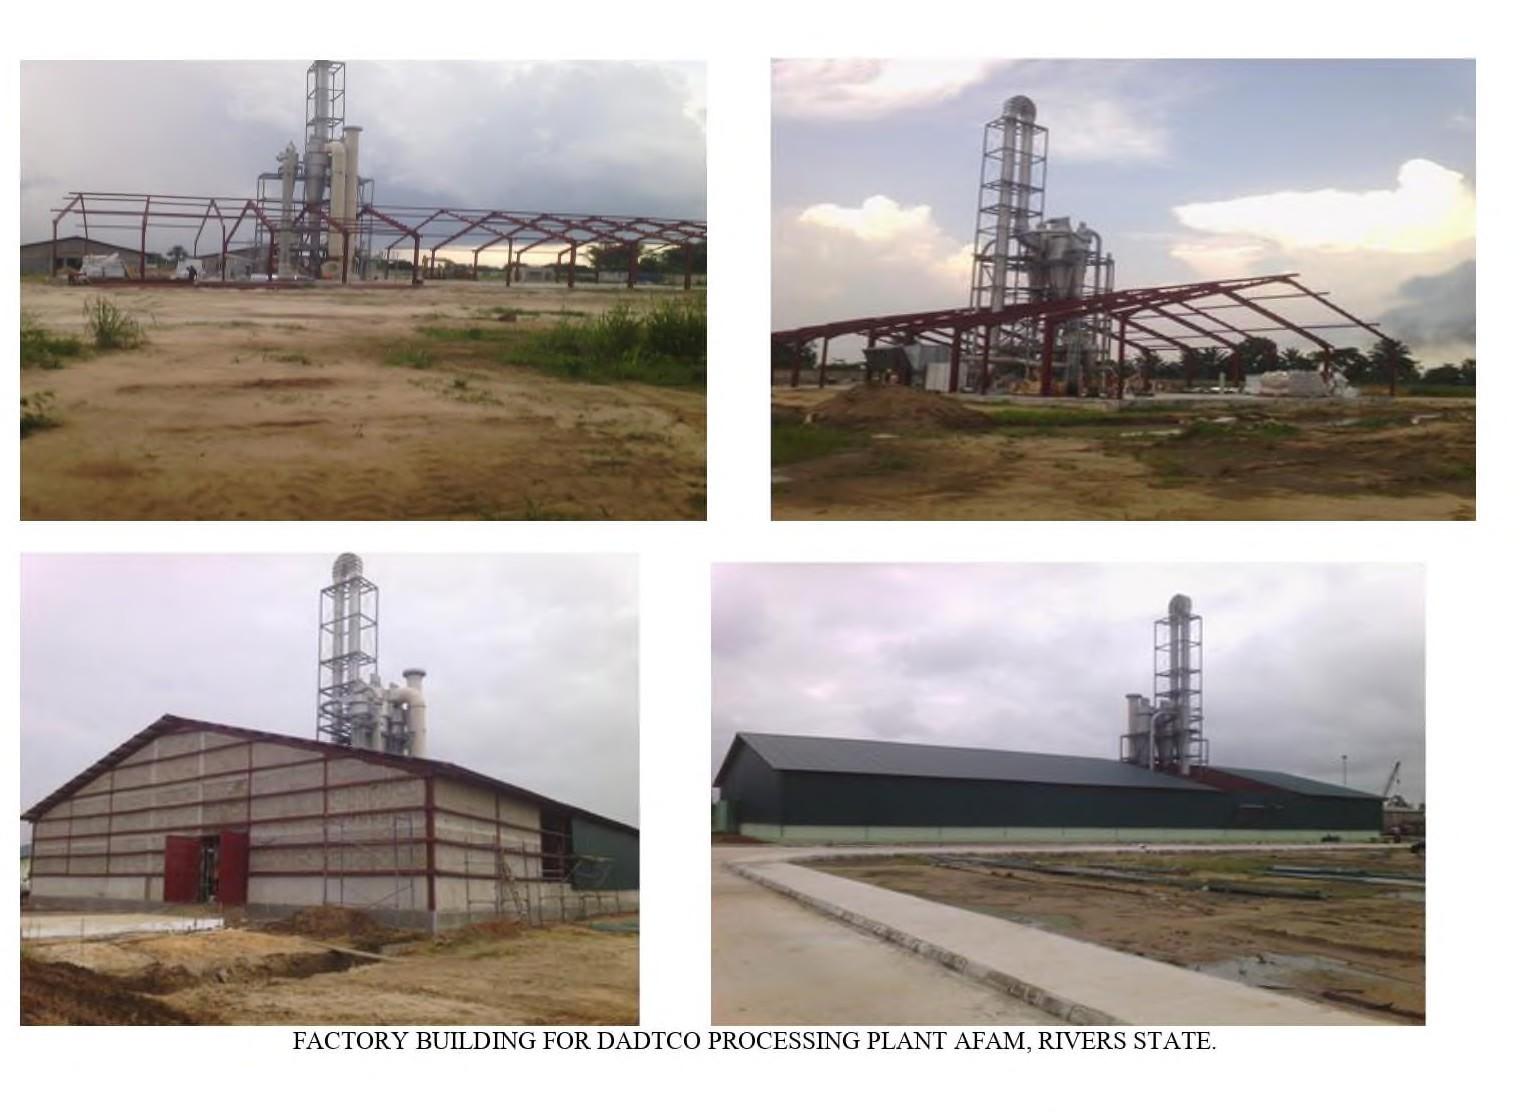 FACTORY BUILDING FOR DADTCO PROCESSING PLANT AFAM, RIVERS STATE.